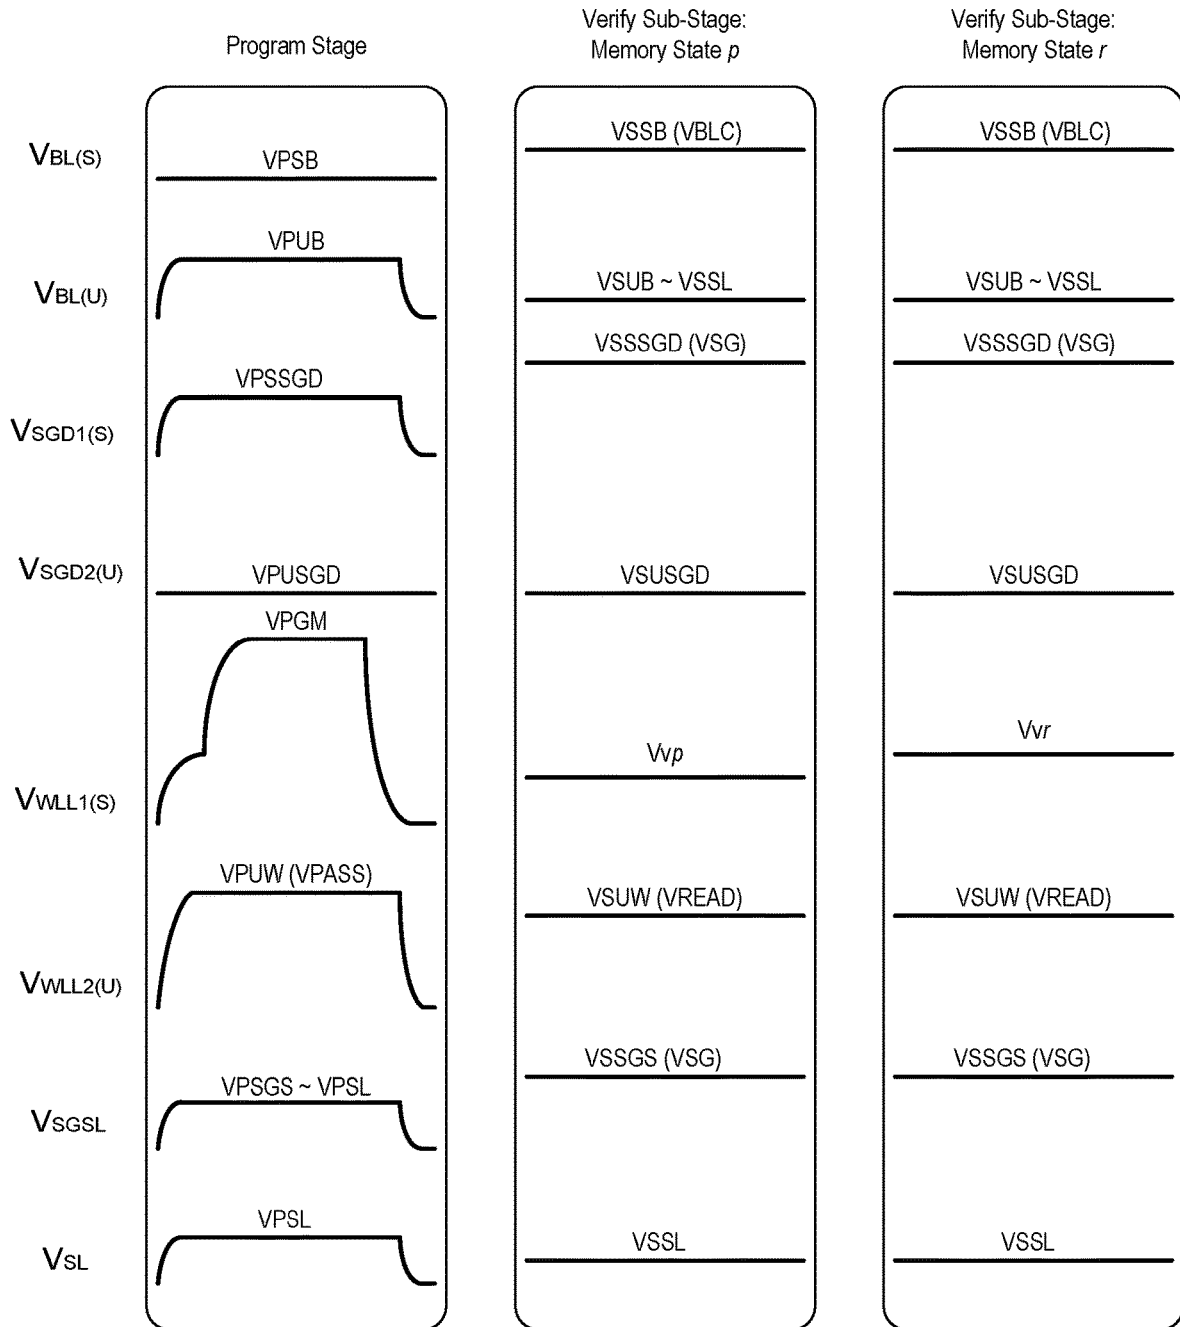 Program Stage
Verify Sub-Stage:
Memory State p
Verify Sub-Stage:
Memory State r
VBL(S)
VPSB
VSSB (VBLC)
VSSB (VBLC)
VBL(U)
VPUB
VSUB ~ VSSL
VSUB ~ VSSL
VSGD1(S)
VPSSGD
VSSSGD (VSG)
VSSSGD (VSG)
VSGD2(U)
VPUSGD
VSUSGD
VSUSGD
VWLL1(S)
VPGM
Vvp
Vvr
VWLL2(U)
VPUW (VPASS)
VSUW (VREAD)
VSUW (VREAD)
VSGSL
VPSGS ~ VPSL
VSSGS (VSG)
VSSGS (VSG)
VSL
VPSL
VSSL
VSSL